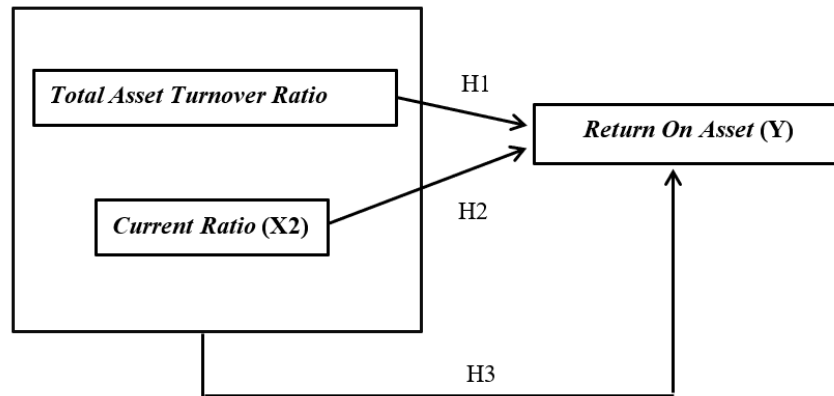 Total Asset Turnover Ratio
H1
Return On Asset (Y)
Current Ratio (X2)
H2
H3